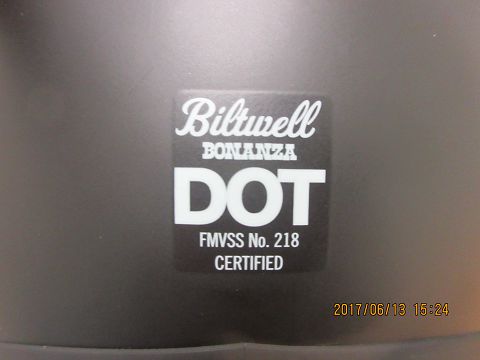 Biltwell
BONANZA
DOT
FMVSS No. 218
CERTIFIED
2017/06/13 15:24